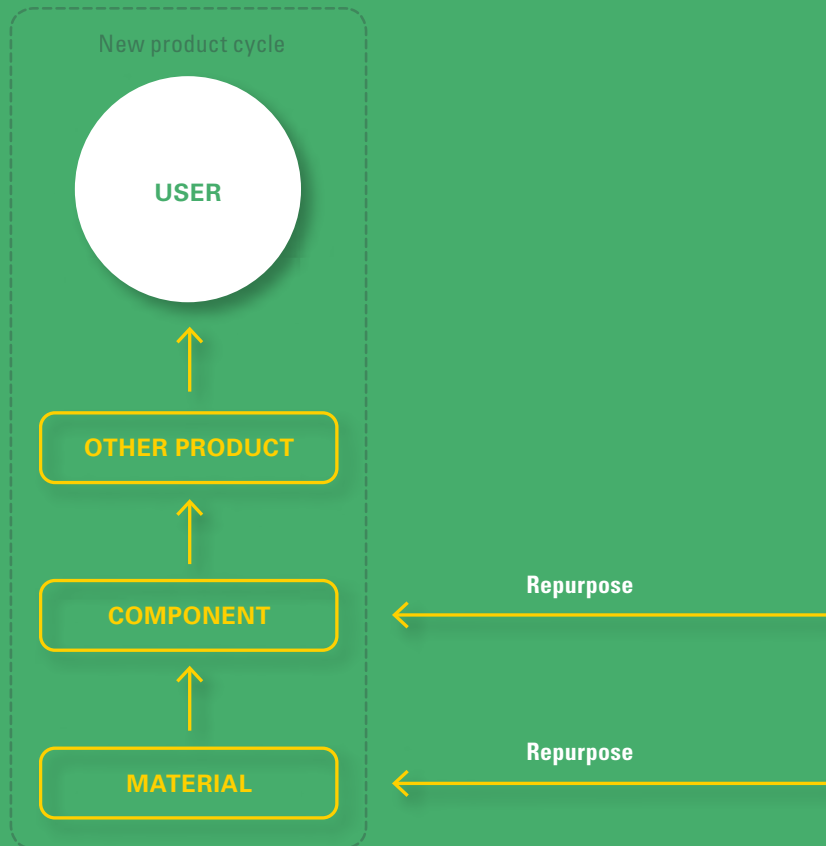 New product cycle
USER
OTHER PRODUCT
COMPONENT
Repurpose
MATERIAL
Repurpose